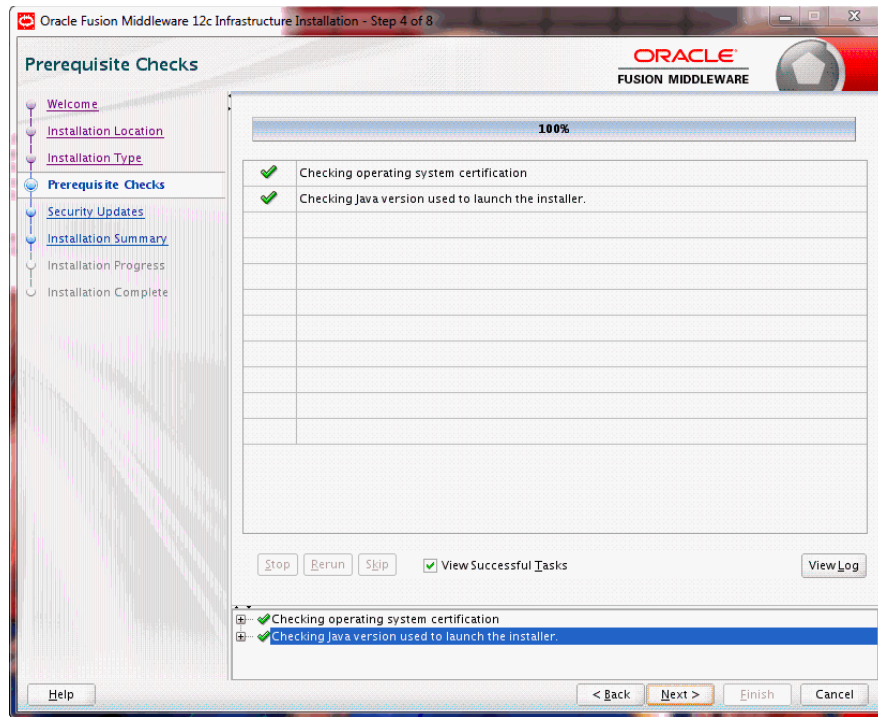 Oracle Fusion Middleware 12c Infrastructure Installation - Step 4 of 8
Prerequisite Checks
ORACLE
FUSION MIDDLEWARE
Welcome
Installation Location
Installation Type
Prerequisite Checks
Security Updates
Installation Summary
Installation Progress
Installation Complete
100%
Checking operating system certification
Checking Java version used to launch the installer.
Stop Rerun Skip View Successful Tasks View Log
Checking operating system certification
Checking Java version used to launch the installer.
Help < Back Next > Finish Cancel